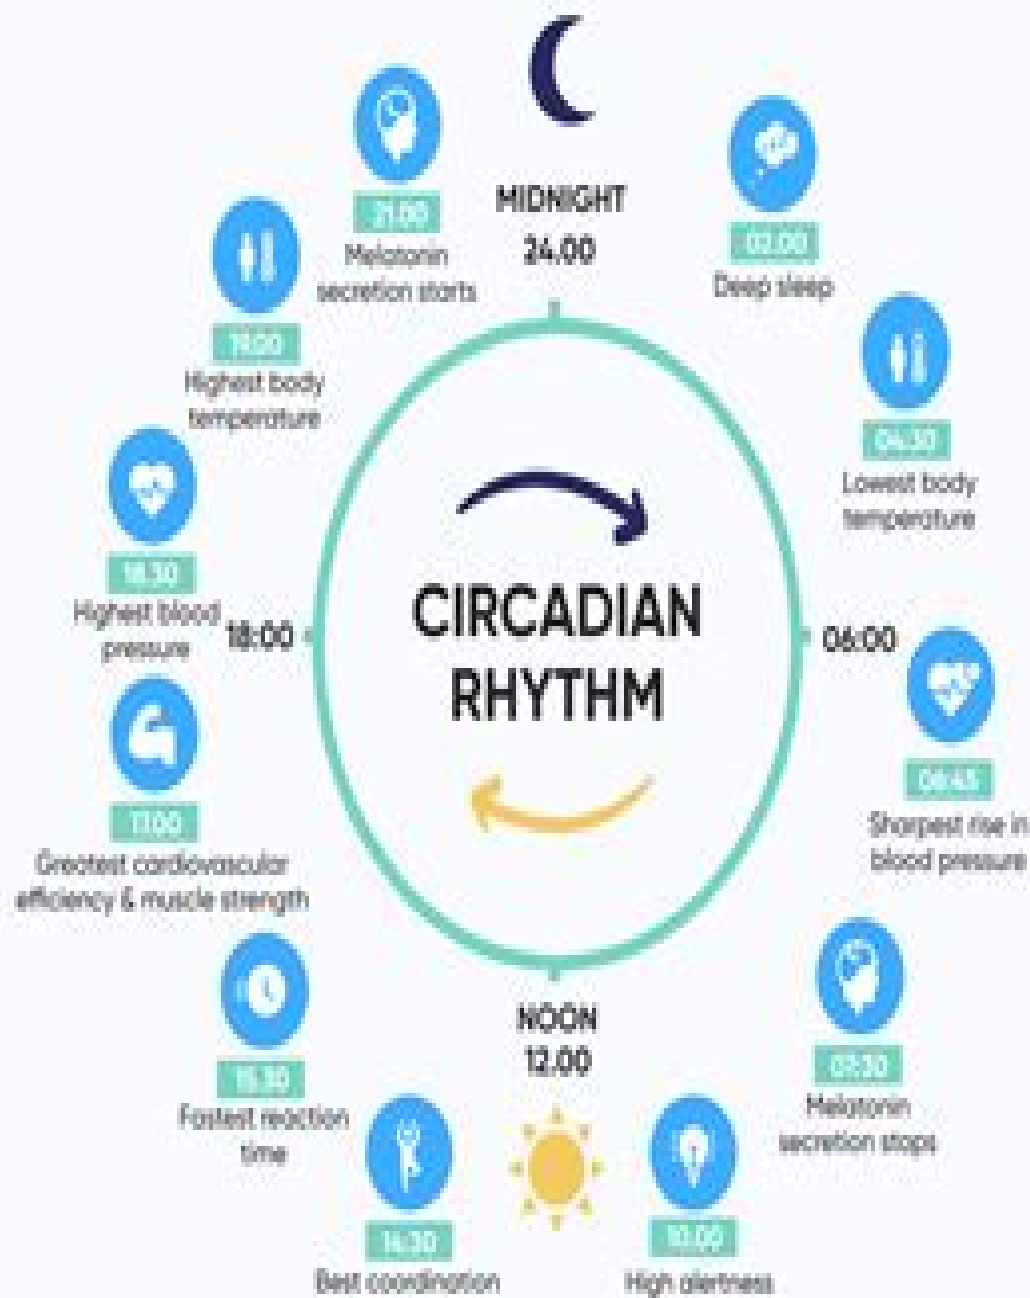 MIDNIGHT
24.00
21.00
Melatonin
secretion starts
02.00
Deep sleep
19.00
Highest body
temperature
04.30
Lowest body
temperature
18.30
Highest blood
pressure
18:00
CIRCADIAN
RHYTHM
06:00
06:45
Sharpest rise in
blood pressure
17.00
Greatest cardiovascular
efficiency & muscle strength
15.30
Fastest reaction
time
NOON
12.00
07:30
Melatonin
secretion stops
14:30
Best coordination
10.00
High alertness